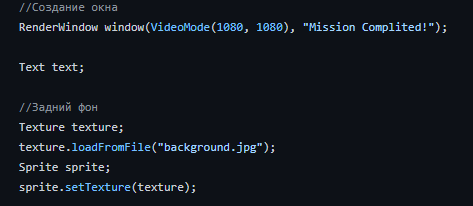 //Создание окна
RenderWindow window(VideoMode(1080, 1080), "Mission Complited!");
Text text;
//Задний фон
Texture texture;
texture.loadFromFile("background.jpg");
Sprite sprite;
sprite.setTexture(texture);